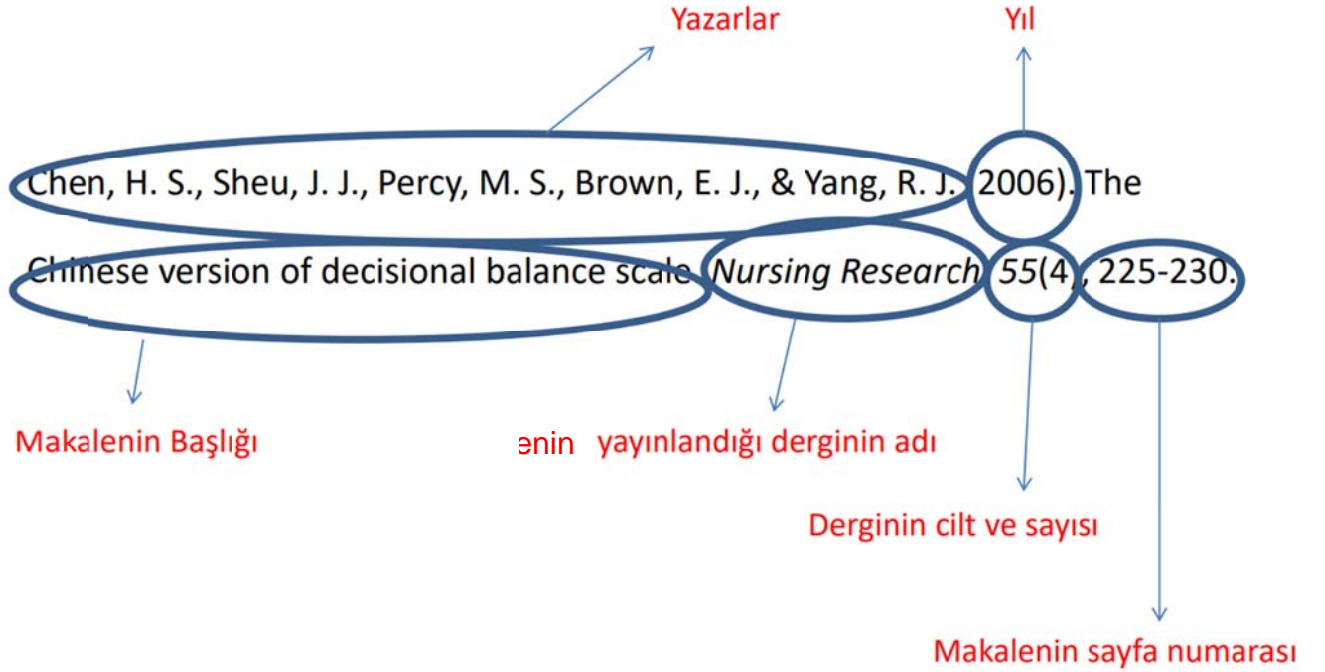 Yazarlar Yıl
Chen, H. S., Sheu, J. J., Percy, M. S., Brown, E. J., & Yang, R. J. (2006). The
Chinese version of decisional balance scale. Nursing Research, 55(4), 225-230.
Makalenin Başlığı
enin yayınlandığı derginin adı
Derginin cilt ve sayısı
Makalenin sayfa numarası